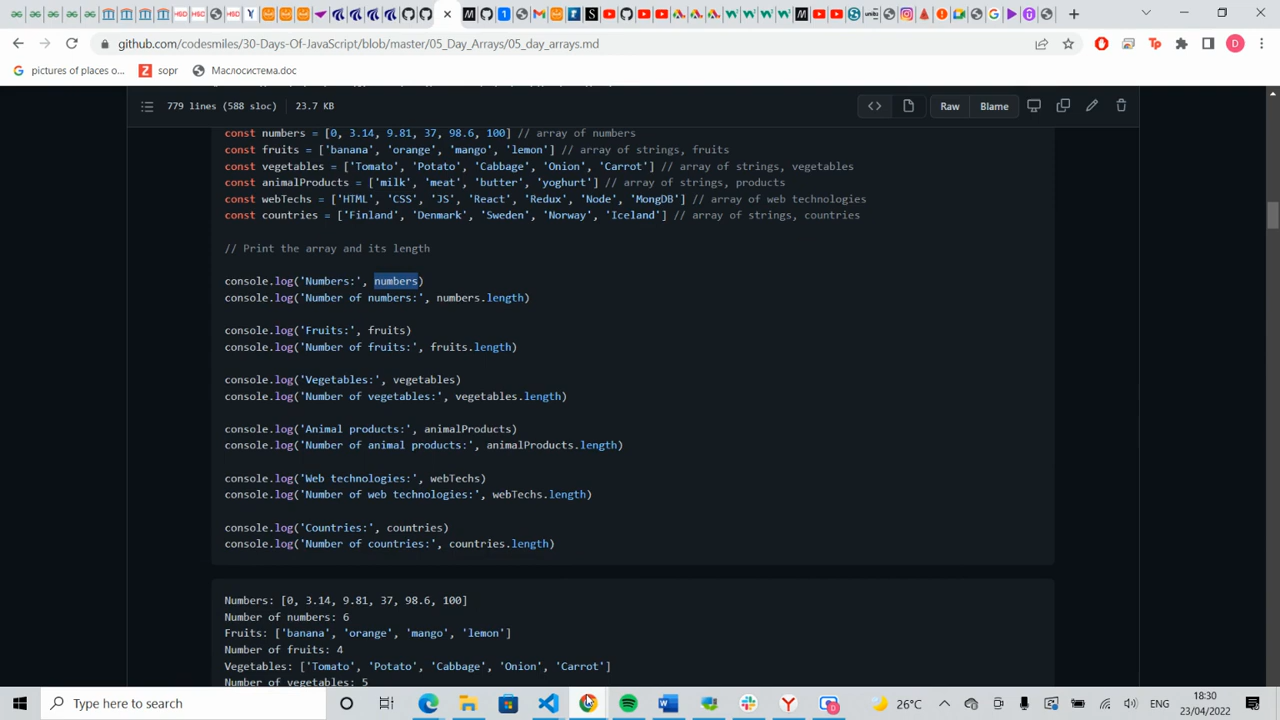 github.com/codesmiles/30-Days-Of-JavaScript/blob/master/05_Day_Arrays/05_day_arrays.md
pictures of places o... sopr Маслосистема.doc
779 lines (588 sloc) 23.7 KB Raw Blame
const numbers = [0, 3.14, 9.81, 37, 98.6, 100] // array of numbers
const fruits = ['banana', 'orange', 'mango', 'lemon'] // array of strings, fruits
const vegetables = ['Tomato', 'Potato', 'Cabbage', 'Onion', 'Carrot'] // array of strings, vegetables
const animalProducts = ['milk', 'meat', 'butter', 'yoghurt'] // array of strings, products
const webTechs = ['HTML', 'CSS', 'JS', 'React', 'Redux', 'Node', 'MongDB'] // array of web technologies
const countries = ['Finland', 'Denmark', 'Sweden', 'Norway', 'Iceland'] // array of strings, countries
// Print the array and its length
console.log('Numbers:', numbers)
console.log('Number of numbers:', numbers.length)
console.log('Fruits:', fruits)
console.log('Number of fruits:', fruits.length)
console.log('Vegetables:', vegetables)
console.log('Number of vegetables:', vegetables.length)
console.log('Animal products:', animalProducts)
console.log('Number of animal products:', animalProducts.length)
console.log('Web technologies:', webTechs)
console.log('Number of web technologies:', webTechs.length)
console.log('Countries:', countries)
console.log('Number of countries:', countries.length)
Numbers: [0, 3.14, 9.81, 37, 98.6, 100]
Number of numbers: 6
Fruits: ['banana', 'orange', 'mango', 'lemon']
Number of fruits: 4
Vegetables: ['Tomato', 'Potato', 'Cabbage', 'Onion', 'Carrot']
Number of vegetables: 5
Type here to search 26°C ENG 18:30
23/04/2022